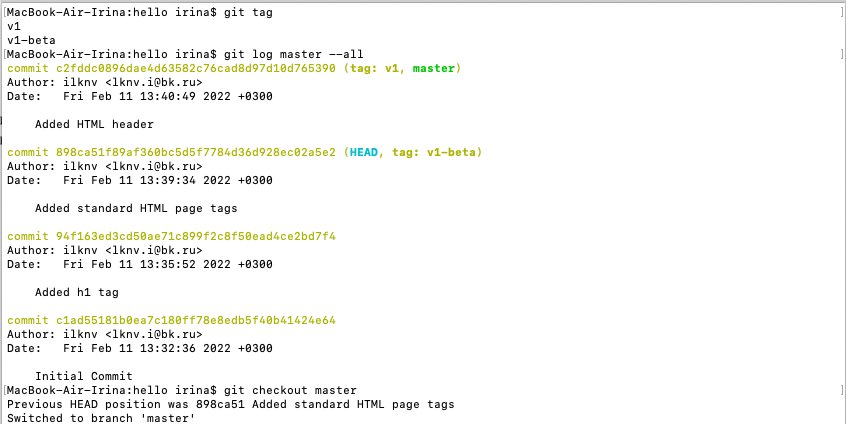 [MacBook-Air-Irina:hello irina$ git tag ]
v1
v1-beta
[MacBook-Air-Irina:hello irina$ git log master --all ]
commit c2fddc0896dae4d63582c76cad8d97d10d765390 (tag: v1, master)
Author: ilknv <lknv.i@bk.ru>
Date:   Fri Feb 11 13:40:49 2022 +0300
Added HTML header
commit 898ca51f89af360bc5d5f7784d36d928ec02a5e2 (HEAD, tag: v1-beta)
Author: ilknv <lknv.i@bk.ru>
Date:   Fri Feb 11 13:39:34 2022 +0300
Added standard HTML page tags
commit 94f163ed3cd50ae71c899f2c8f50ead4ce2bd7f4
Author: ilknv <lknv.i@bk.ru>
Date:   Fri Feb 11 13:35:52 2022 +0300
Added h1 tag
commit c1ad55181b0ea7c180ff78e8edb5f40b41424e64
Author: ilknv <lknv.i@bk.ru>
Date:   Fri Feb 11 13:32:36 2022 +0300
Initial Commit
[MacBook-Air-Irina:hello irina$ git checkout master ]
Previous HEAD position was 898ca51 Added standard HTML page tags
Switched to branch 'master'